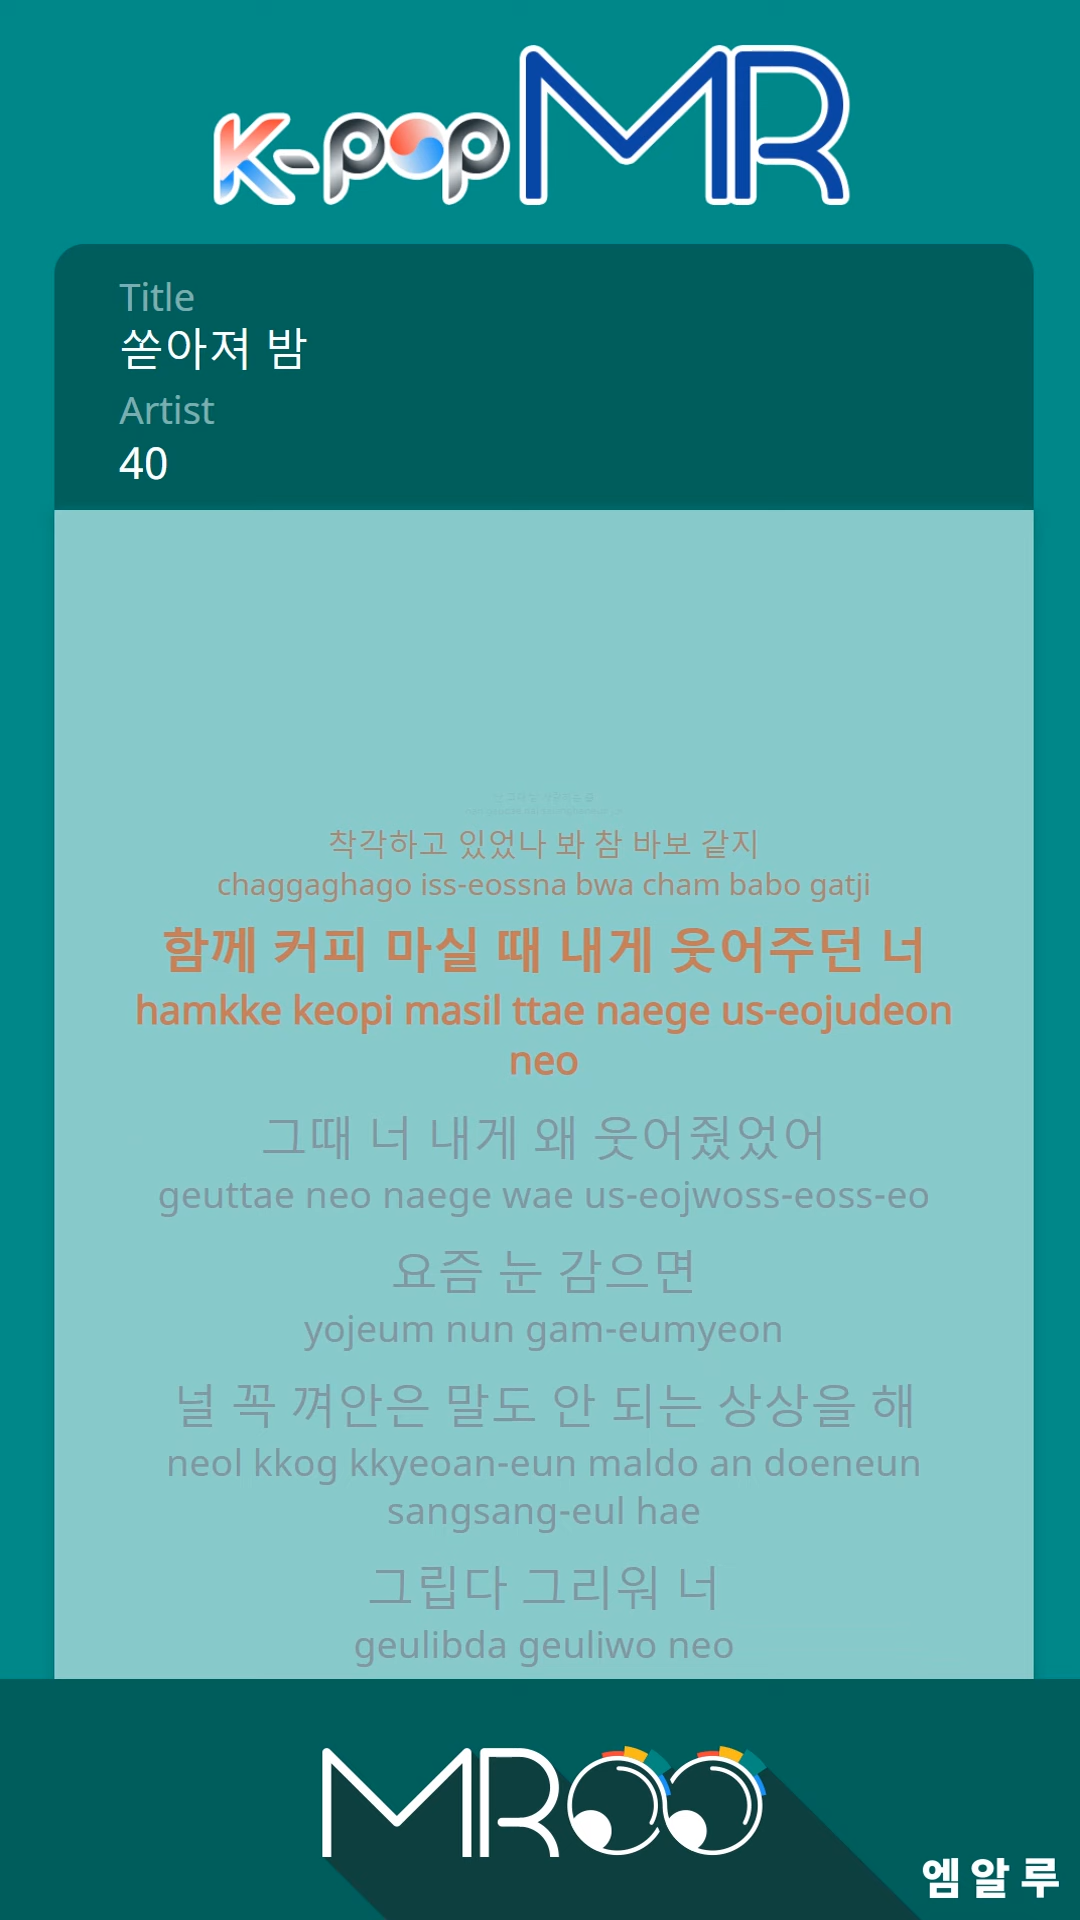 K-pop MR
Title
쏟아져 밤
Artist
40
착각하고 있었나 봐 참 바보 같지
chaggaghago iss-eossna bwa cham babo gatji
함께 커피 마실 때 내게 웃어주던 너
hamkke keopi masil ttae naege us-eojudeon
neo
그때 너 내게 왜 웃어줬었어
geuttae neo naege wae us-eojwoss-eoss-eo
요즘 눈 감으면
yojeum nun gam-eumyeon
널 꼭 껴안은 말도 안 되는 상상을 해
neol kkog kkyeoan-eun maldo an doeneun
sangsang-eul hae
그립다 그리워 너
geulibda geuliwo neo
MROO
엠알루